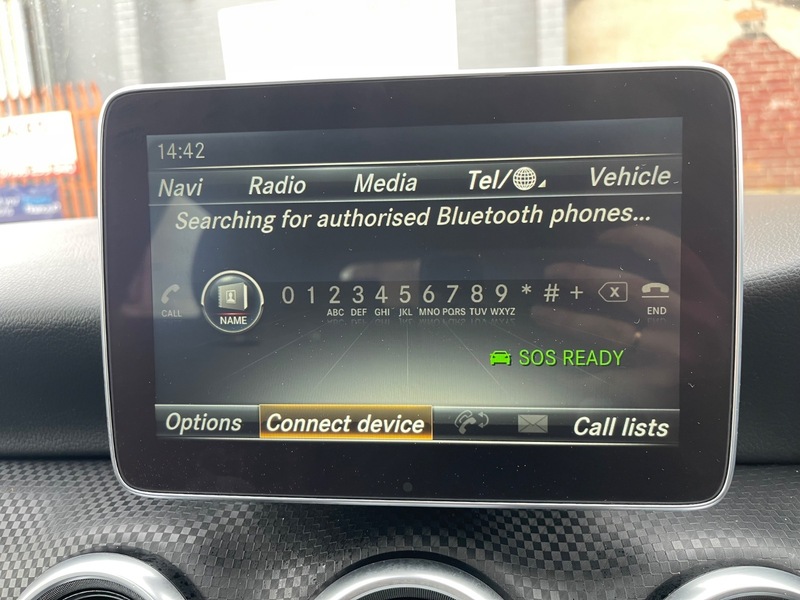 14:42
Navi Radio Media Tel/ Vehicle
Searching for authorised Bluetooth phones...
CALL NAME 0 1 2 3 4 5 6 7 8 9 * # + END
ABC DEF GHI JKL MNO PQRS TUV WXYZ
SOS READY
Options Connect device Call lists